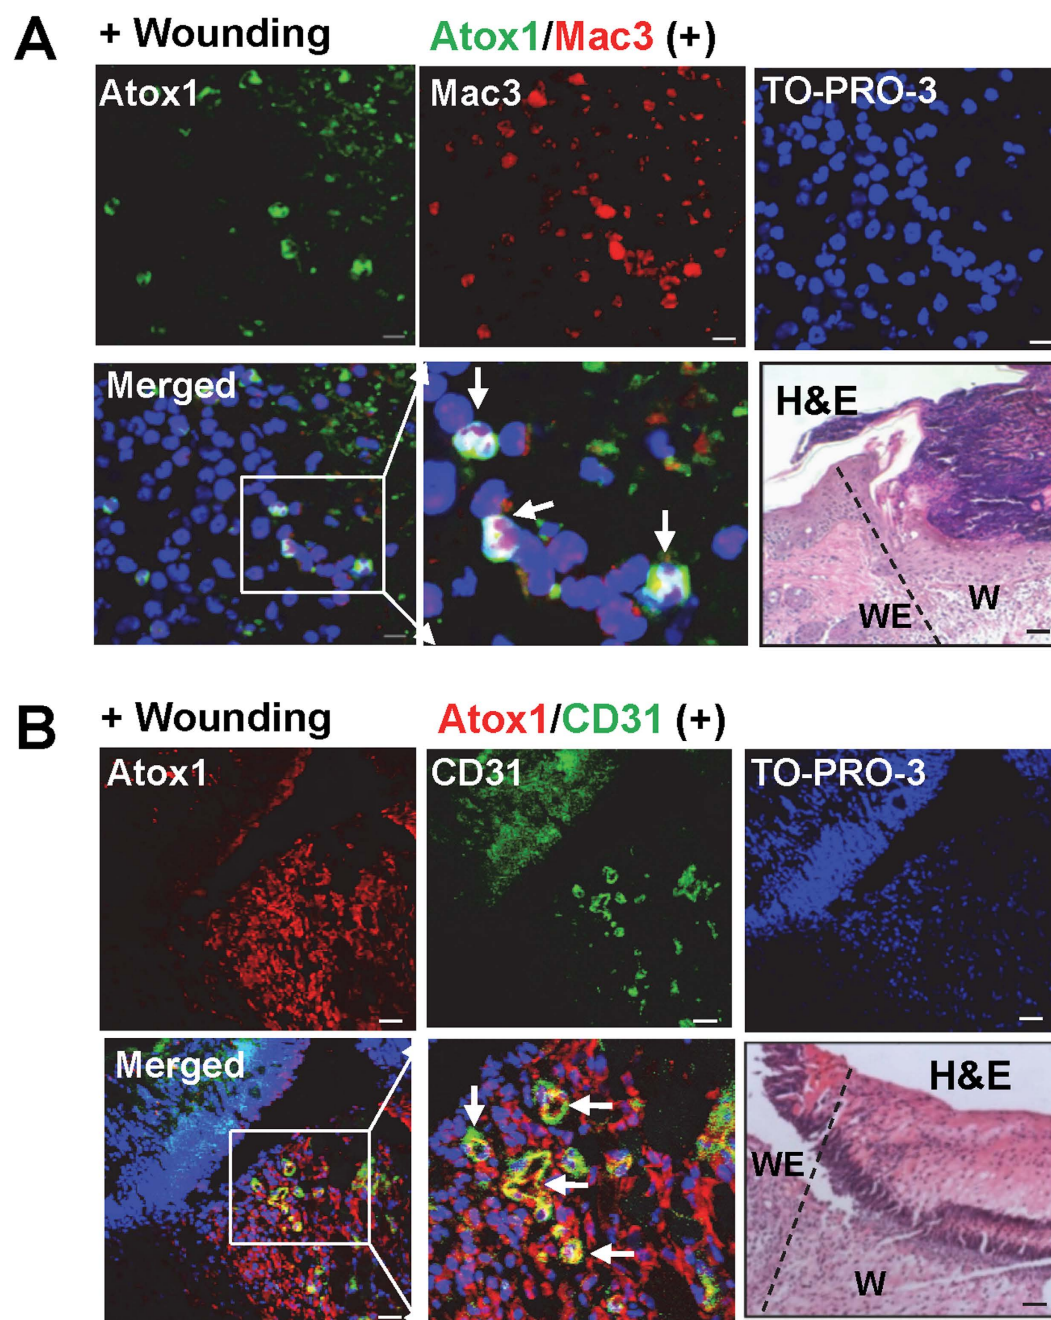 A
+ Wounding
Atox1/Mac3 (+)
Atox1
Mac3
TO-PRO-3
Merged
H&E
WE
W
B
+ Wounding
Atox1/CD31 (+)
Atox1
CD31
TO-PRO-3
Merged
H&E
WE
W